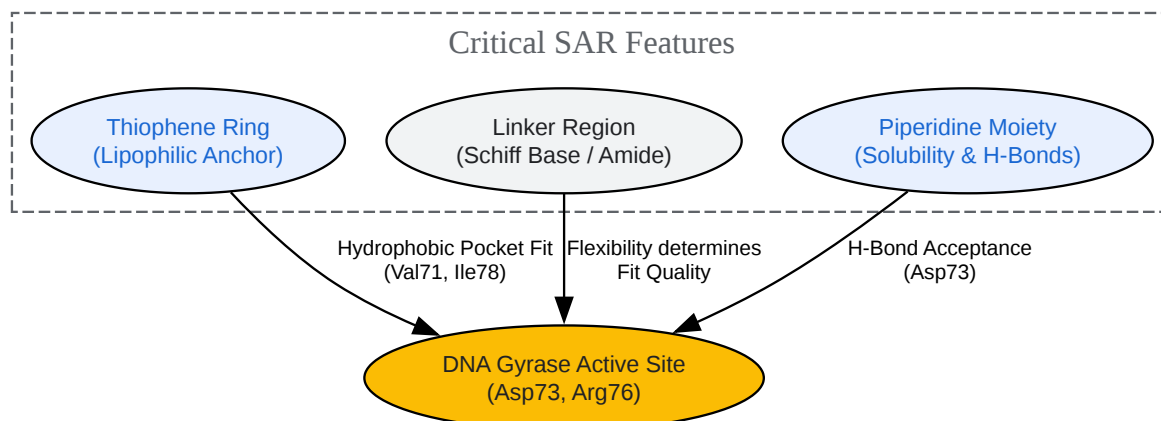 Critical SAR Features
Thiophene Ring
(Lipophilic Anchor)
Linker Region
(Schiff Base / Amide)
Piperidine Moiety
(Solubility & H-Bonds)
Hydrophobic Pocket Fit
(Val71, Ile78)
Flexibility determines
Fit Quality
H-Bond Acceptance
(Asp73)
DNA Gyrase Active Site
(Asp73, Arg76)